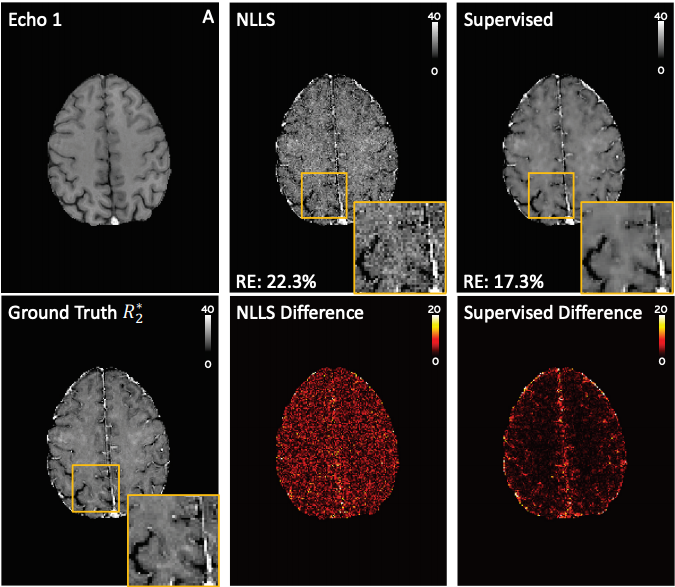 Echo 1
A
NLLS
40
0
RE: 22.3%
Supervised
40
0
RE: 17.3%
Ground Truth R₂*
40
0
NLLS Difference
20
0
Supervised Difference
20
0